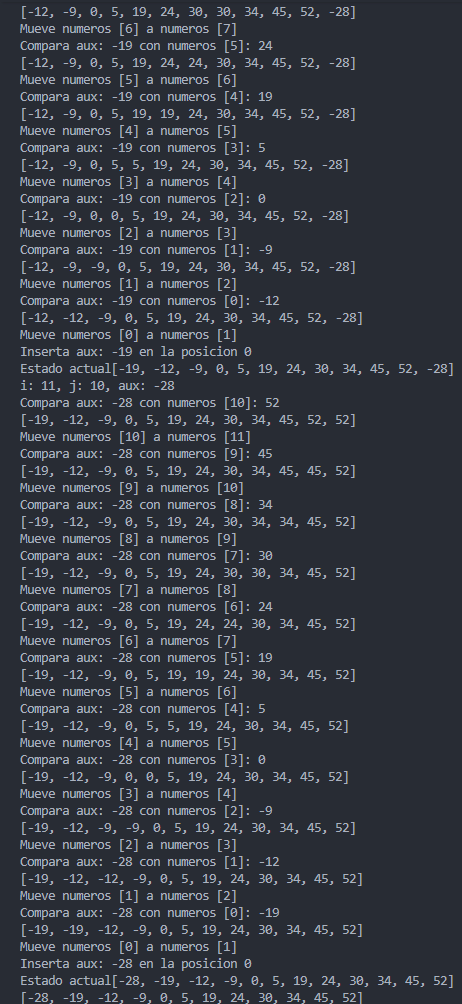 [-12, -9, 0, 5, 19, 24, 30, 30, 34, 45, 52, -28]
Mueve numeros [6] a numeros [7]
Compara aux: -19 con numeros [5]: 24
[-12, -9, 0, 5, 19, 24, 24, 30, 34, 45, 52, -28]
Mueve numeros [5] a numeros [6]
Compara aux: -19 con numeros [4]: 19
[-12, -9, 0, 5, 19, 19, 24, 30, 34, 45, 52, -28]
Mueve numeros [4] a numeros [5]
Compara aux: -19 con numeros [3]: 5
[-12, -9, 0, 5, 5, 19, 24, 30, 34, 45, 52, -28]
Mueve numeros [3] a numeros [4]
Compara aux: -19 con numeros [2]: 0
[-12, -9, 0, 0, 5, 19, 24, 30, 34, 45, 52, -28]
Mueve numeros [2] a numeros [3]
Compara aux: -19 con numeros [1]: -9
[-12, -9, -9, 0, 5, 19, 24, 30, 34, 45, 52, -28]
Mueve numeros [1] a numeros [2]
Compara aux: -19 con numeros [0]: -12
[-12, -12, -9, 0, 5, 19, 24, 30, 34, 45, 52, -28]
Mueve numeros [0] a numeros [1]
Inserta aux: -19 en la posicion 0
Estado actual[-19, -12, -9, 0, 5, 19, 24, 30, 34, 45, 52, -28]
i: 11, j: 10, aux: -28
Compara aux: -28 con numeros [10]: 52
[-19, -12, -9, 0, 5, 19, 24, 30, 34, 45, 52, 52]
Mueve numeros [10] a numeros [11]
Compara aux: -28 con numeros [9]: 45
[-19, -12, -9, 0, 5, 19, 24, 30, 34, 45, 45, 52]
Mueve numeros [9] a numeros [10]
Compara aux: -28 con numeros [8]: 34
[-19, -12, -9, 0, 5, 19, 24, 30, 34, 34, 45, 52]
Mueve numeros [8] a numeros [9]
Compara aux: -28 con numeros [7]: 30
[-19, -12, -9, 0, 5, 19, 24, 30, 30, 34, 45, 52]
Mueve numeros [7] a numeros [8]
Compara aux: -28 con numeros [6]: 24
[-19, -12, -9, 0, 5, 19, 24, 24, 30, 34, 45, 52]
Mueve numeros [6] a numeros [7]
Compara aux: -28 con numeros [5]: 19
[-19, -12, -9, 0, 5, 19, 19, 24, 30, 34, 45, 52]
Mueve numeros [5] a numeros [6]
Compara aux: -28 con numeros [4]: 5
[-19, -12, -9, 0, 5, 5, 19, 24, 30, 34, 45, 52]
Mueve numeros [4] a numeros [5]
Compara aux: -28 con numeros [3]: 0
[-19, -12, -9, 0, 0, 5, 19, 24, 30, 34, 45, 52]
Mueve numeros [3] a numeros [4]
Compara aux: -28 con numeros [2]: -9
[-19, -12, -9, -9, 0, 5, 19, 24, 30, 34, 45, 52]
Mueve numeros [2] a numeros [3]
Compara aux: -28 con numeros [1]: -12
[-19, -12, -12, -9, 0, 5, 19, 24, 30, 34, 45, 52]
Mueve numeros [1] a numeros [2]
Compara aux: -28 con numeros [0]: -19
[-19, -19, -12, -9, 0, 5, 19, 24, 30, 34, 45, 52]
Mueve numeros [0] a numeros [1]
Inserta aux: -28 en la posicion 0
Estado actual[-28, -19, -12, -9, 0, 5, 19, 24, 30, 34, 45, 52]
[-28, -19, -12, -9, 0, 5, 19, 24, 30, 34, 45, 52]